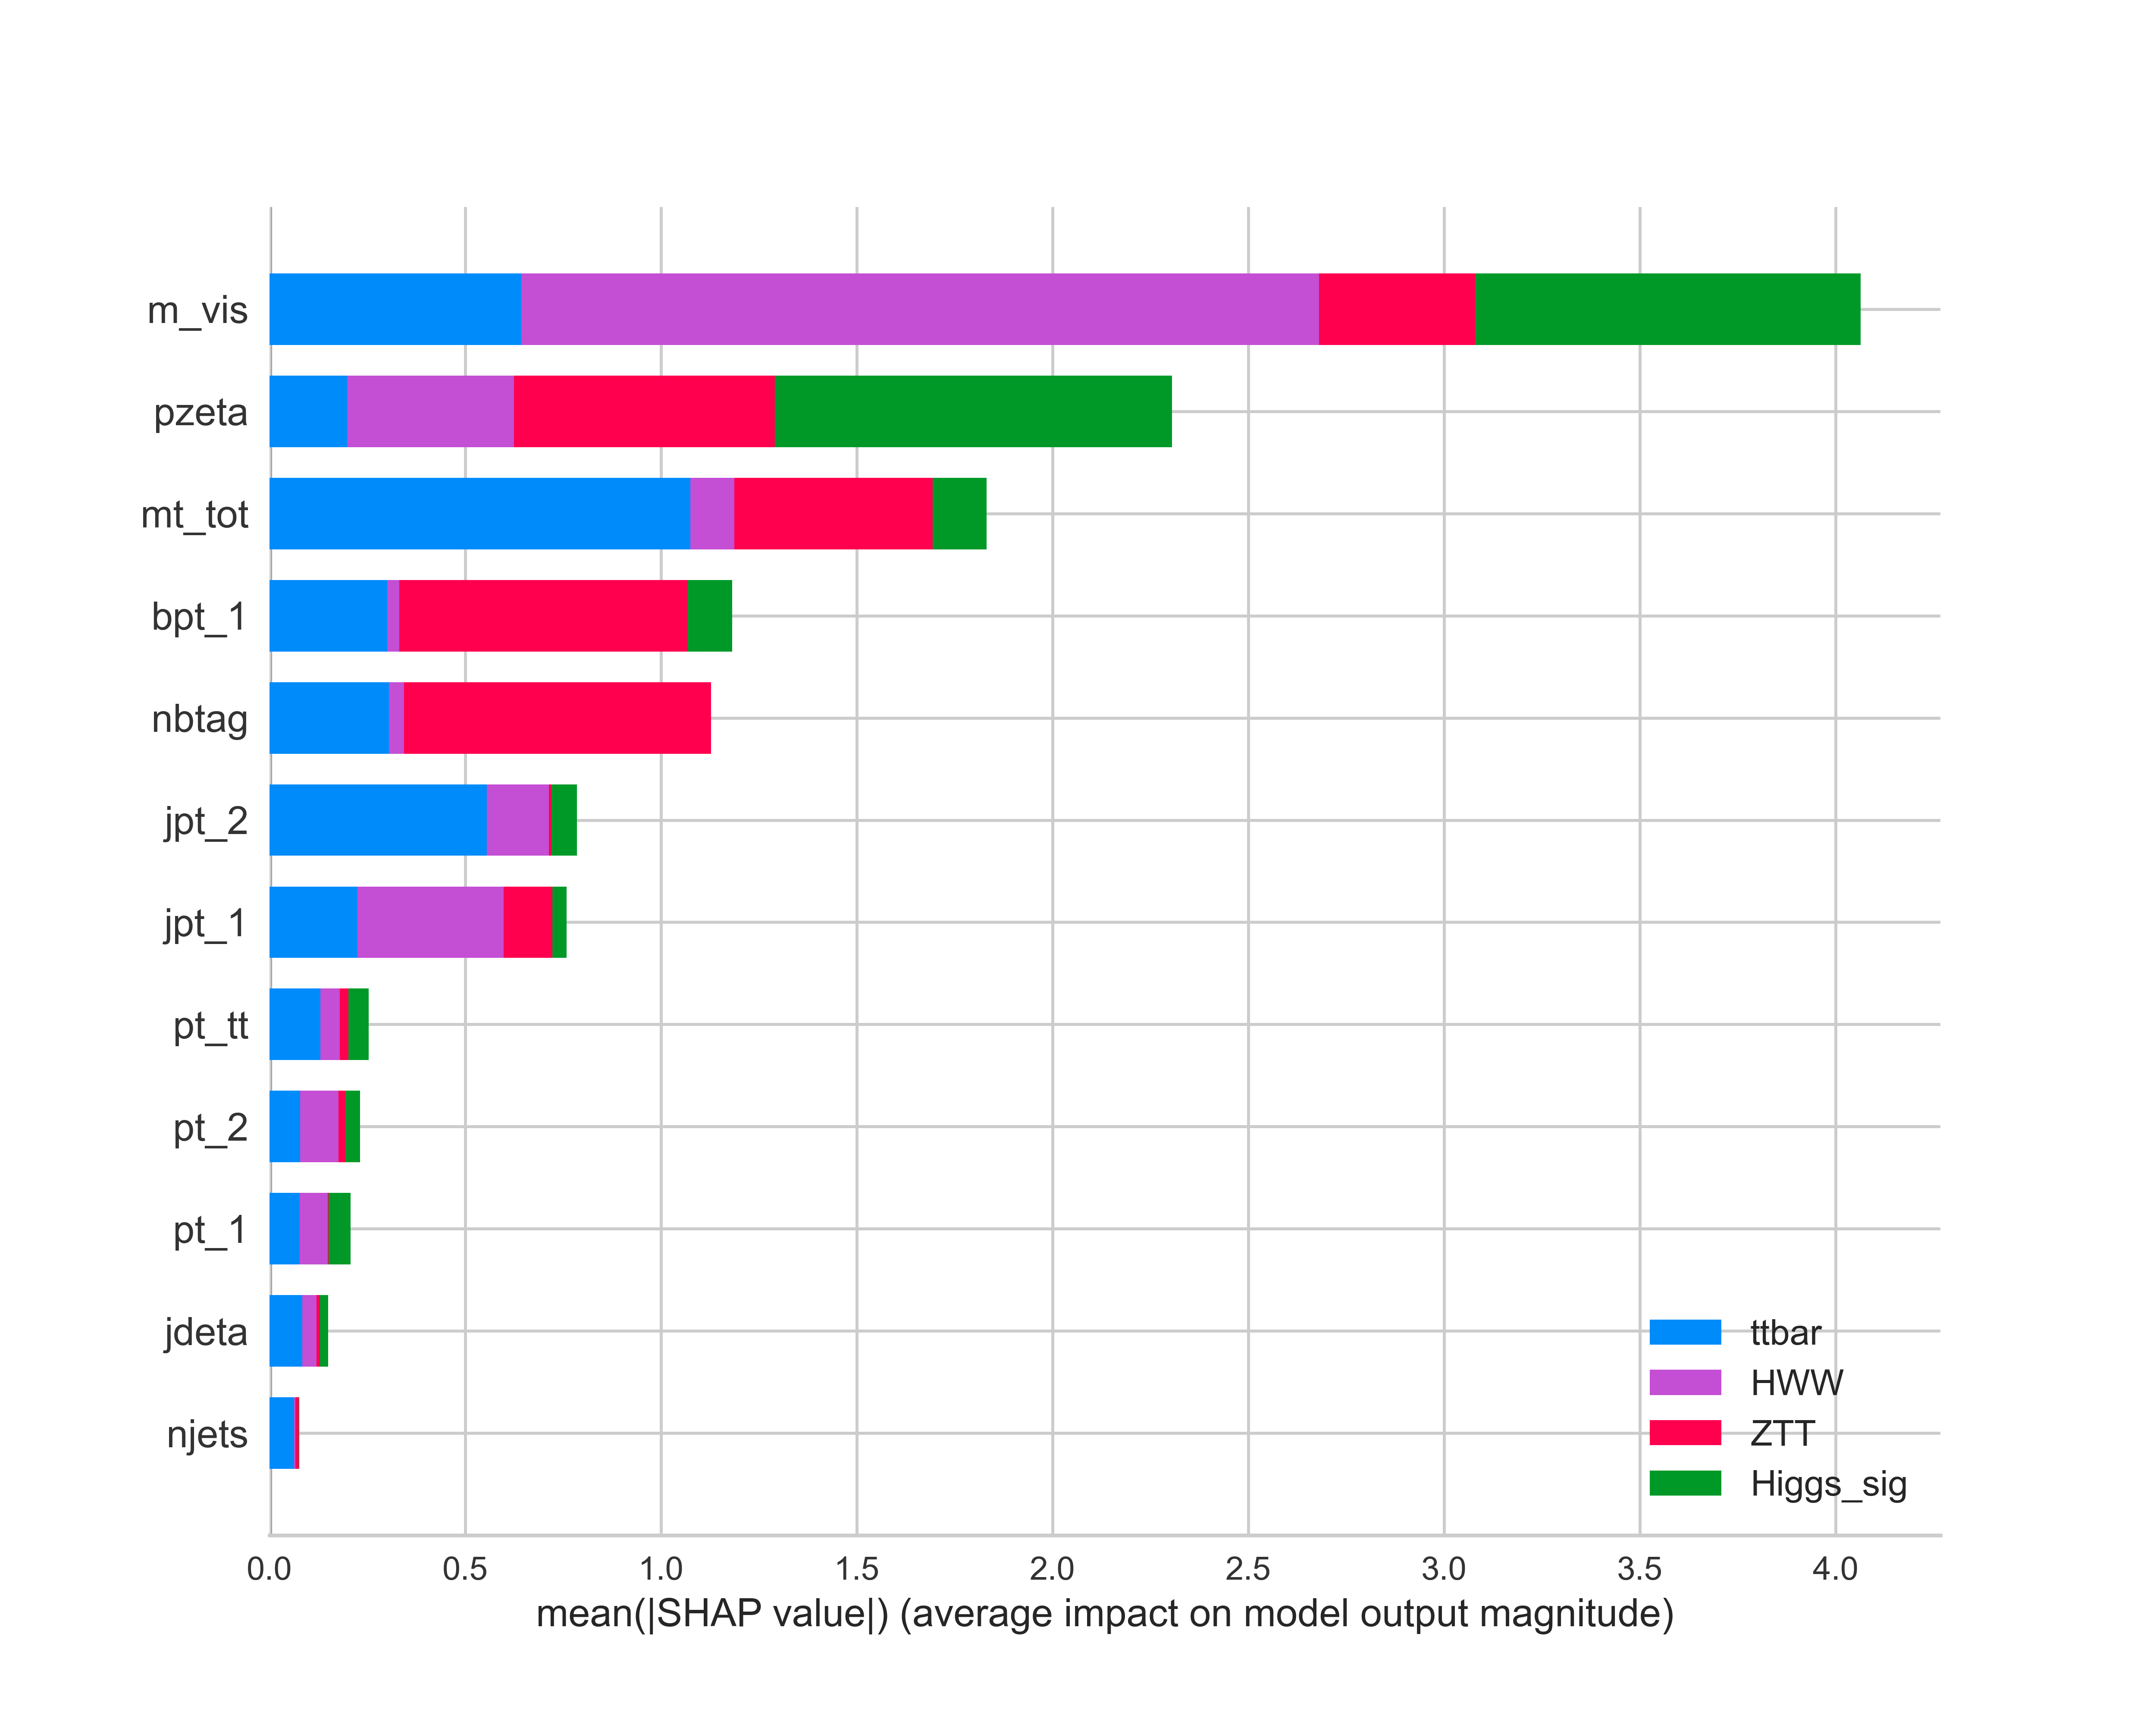 m_vis
pzeta
mt_tot
bpt_1
nbtag
jpt_2
jpt_1
pt_tt
pt_2
pt_1
jdeta
njets
ttbar
HWW
ZTT
Higgs_sig
0.0 0.5 1.0 1.5 2.0 2.5 3.0 3.5 4.0
mean(|SHAP value|) (average impact on model output magnitude)